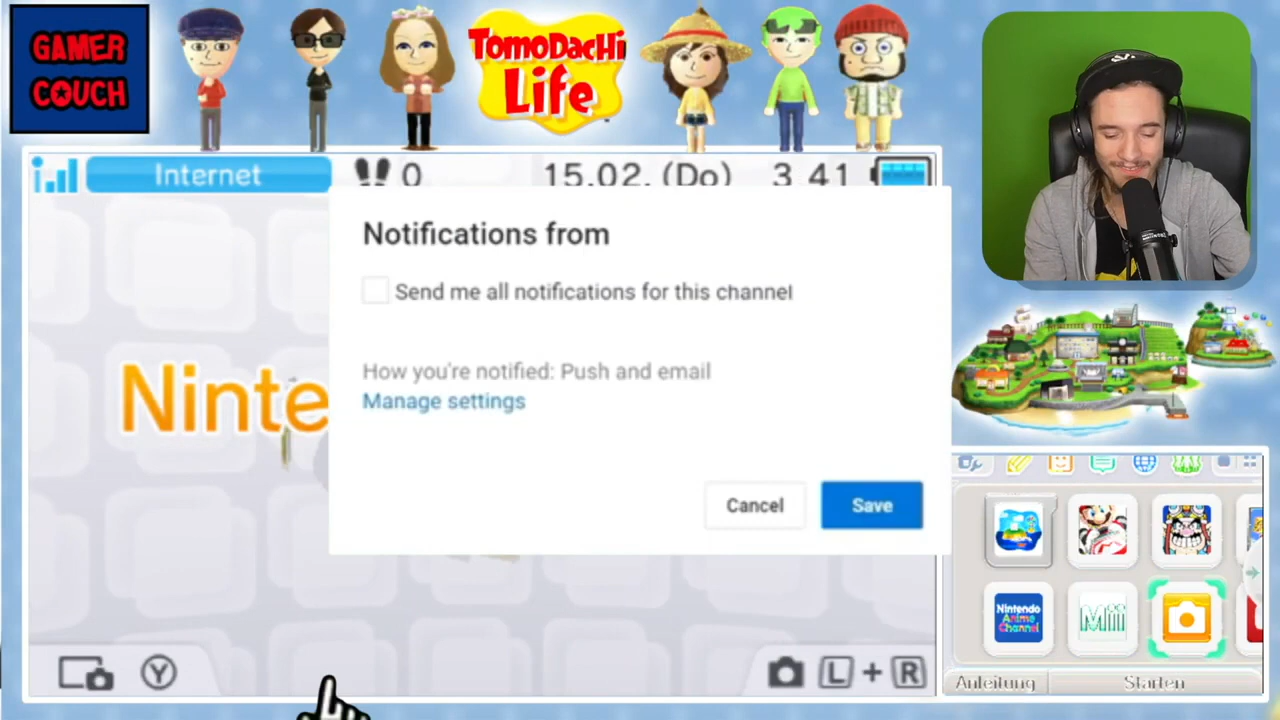 GAMER
COUCH
TOMODACHI
Life
Internet
0
15.02. (Do)
3 41
Notifications from
Send me all notifications for this channel
How you're notified: Push and email
Manage settings
Cancel
Save
Ninte
Y
L + R
Nintendo
Anime
Channel
Mii
Anleitung
Starten